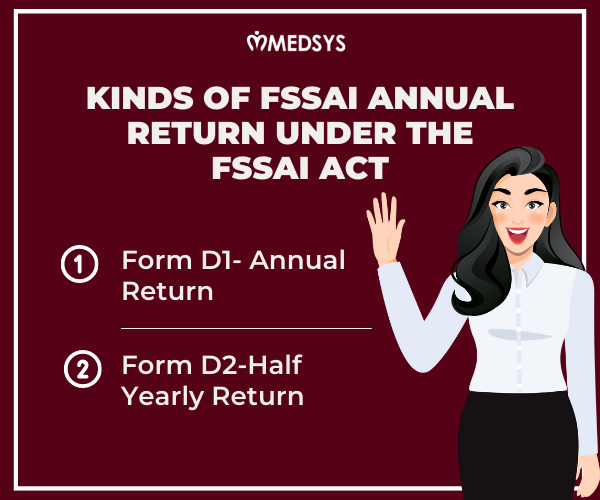 MEDSYS
KINDS OF FSSAI ANNUAL
RETURN UNDER THE
FSSAI ACT
1
Form D1- Annual
Return
2
Form D2-Half
Yearly Return